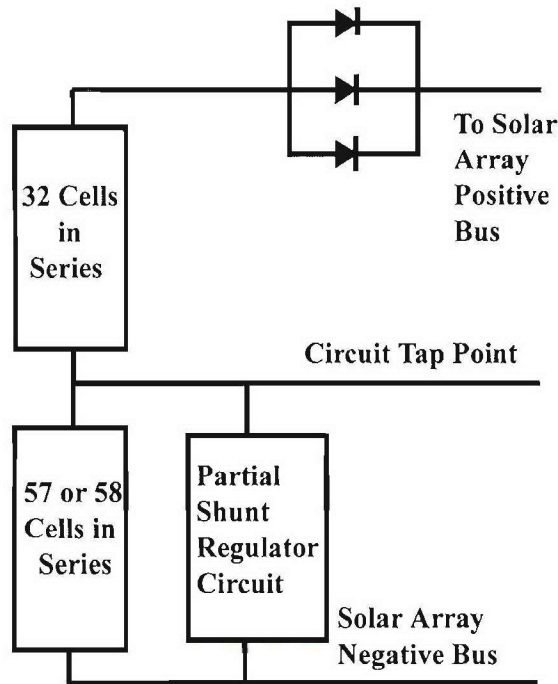 To Solar
Array
Positive
Bus
32 Cells
in
Series
Circuit Tap Point
57 or 58
Cells in
Series
Partial
Shunt
Regulator
Circuit
Solar Array
Negative Bus